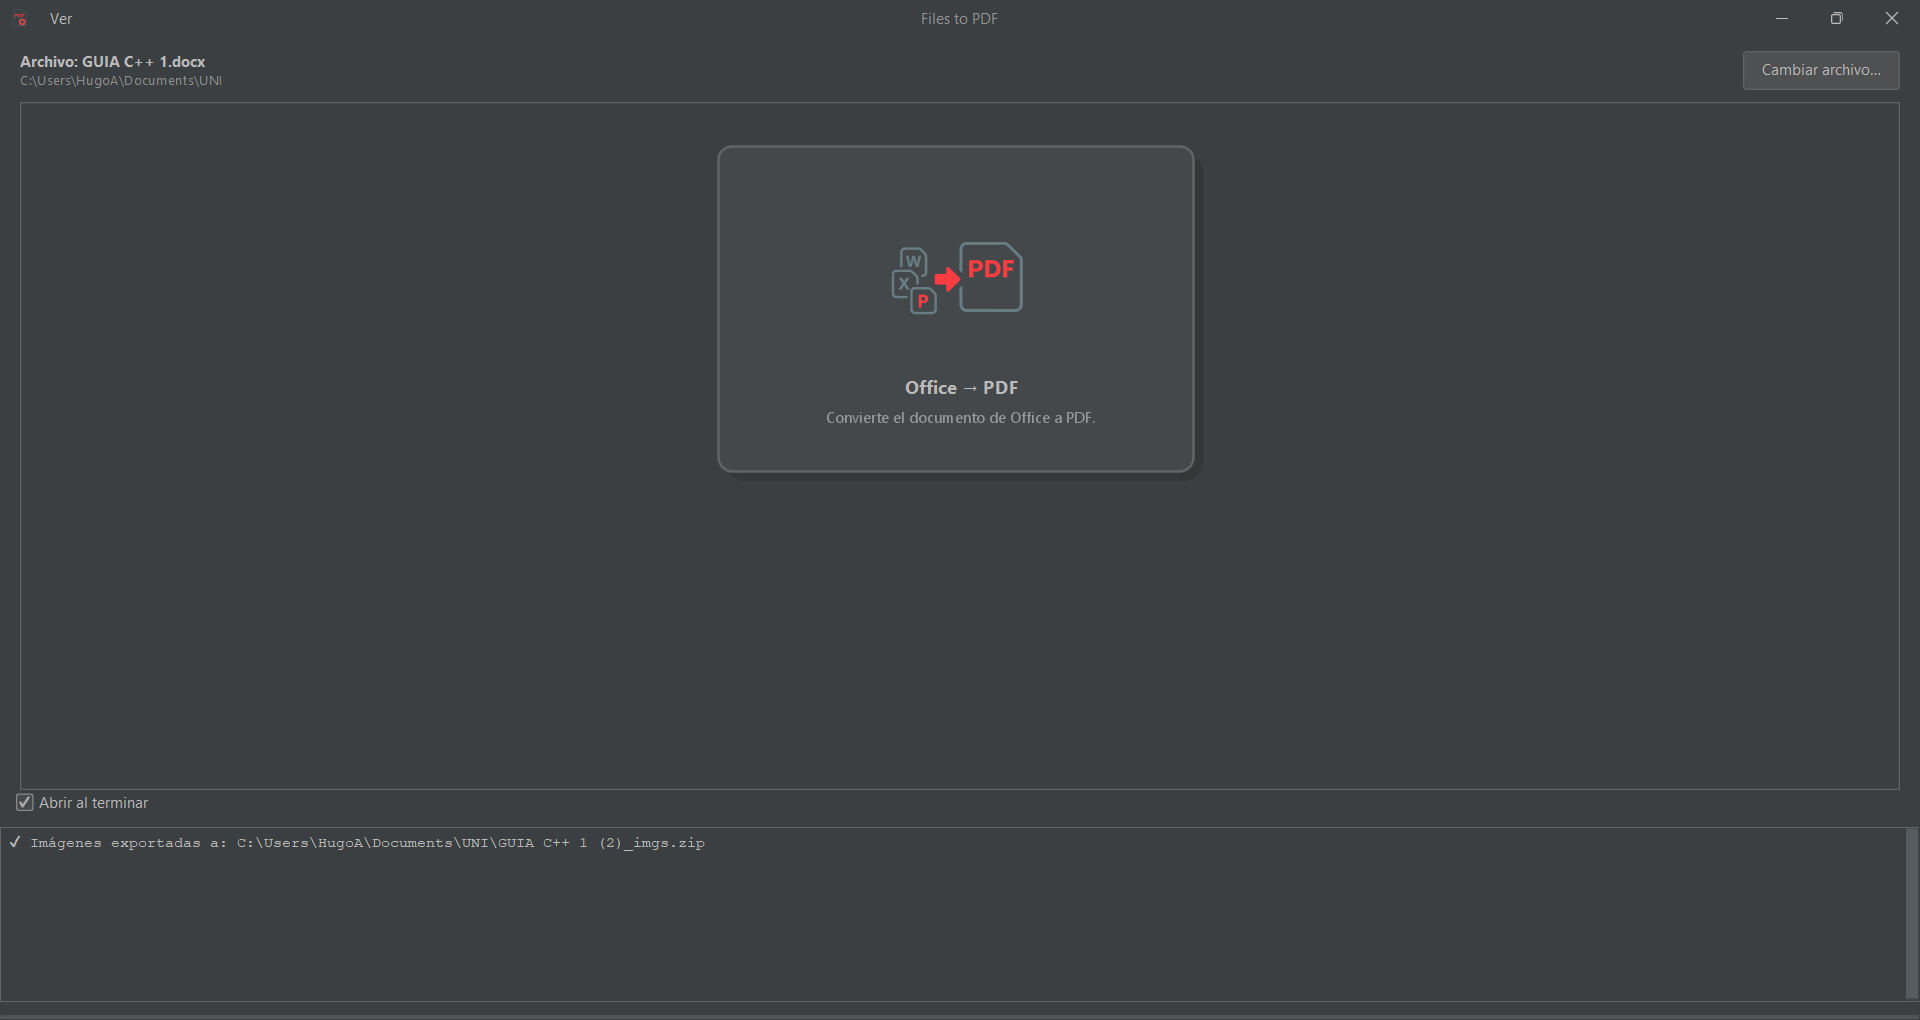 Ver
Files to PDF
Archivo: GUIA C++ 1.docx
C:\Users\HugoA\Documents\UNI
Cambiar archivo...
W
X
P
PDF
Office → PDF
Convierte el documento de Office a PDF.
Abrir al terminar
✓ Imágenes exportadas a: C:\Users\HugoA\Documents\UNI\GUIA C++ 1 (2)_imgs.zip